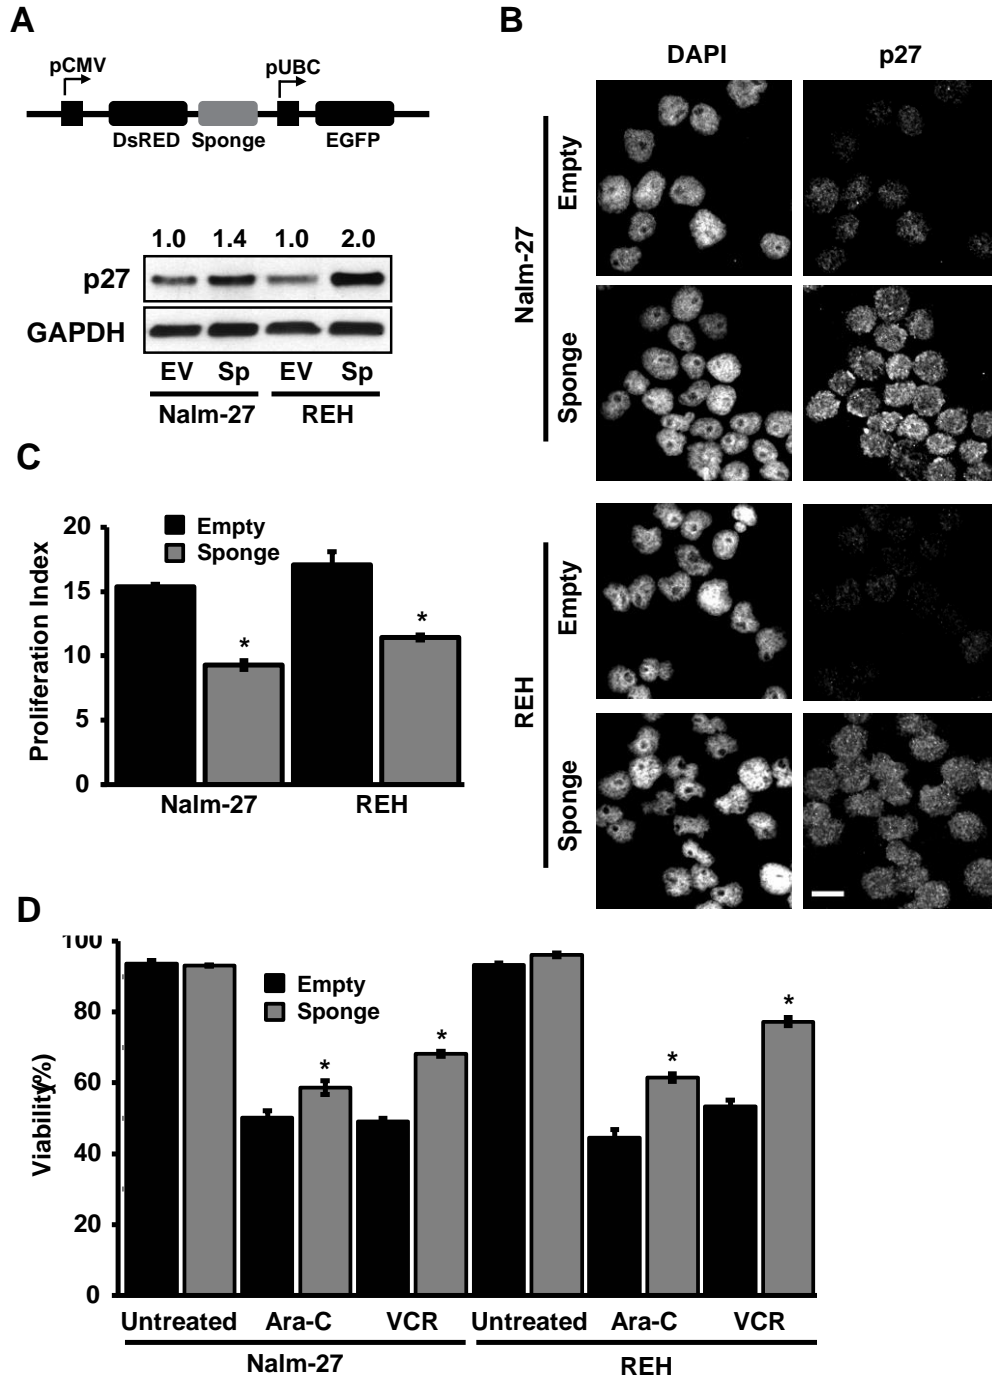 A
pCMV
pUBC
DsRED
Sponge
EGFP
1.0 1.4 1.0 2.0
p27
GAPDH
EV Sp EV Sp
Nalm-27 REH
B
DAPI p27
Nalm-27
Empty
Sponge
REH
Empty
Sponge
C
Proliferation Index
20
15
10
5
0
Empty
Sponge
*
*
Nalm-27 REH
D
Viability(%)
100
80
60
40
20
0
Empty
Sponge
*
*
*
*
Untreated Ara-C VCR Untreated Ara-C VCR
Nalm-27 REH